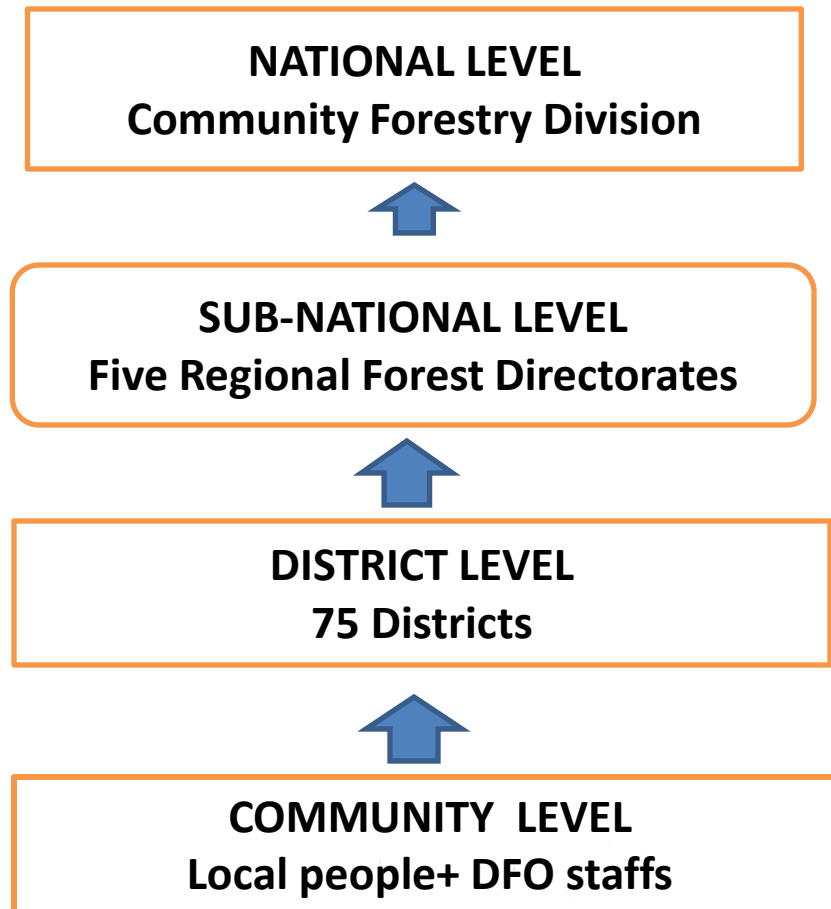 NATIONAL LEVEL
Community Forestry Division
SUB-NATIONAL LEVEL
Five Regional Forest Directorates
DISTRICT LEVEL
75 Districts
COMMUNITY LEVEL
Local people+ DFO staffs